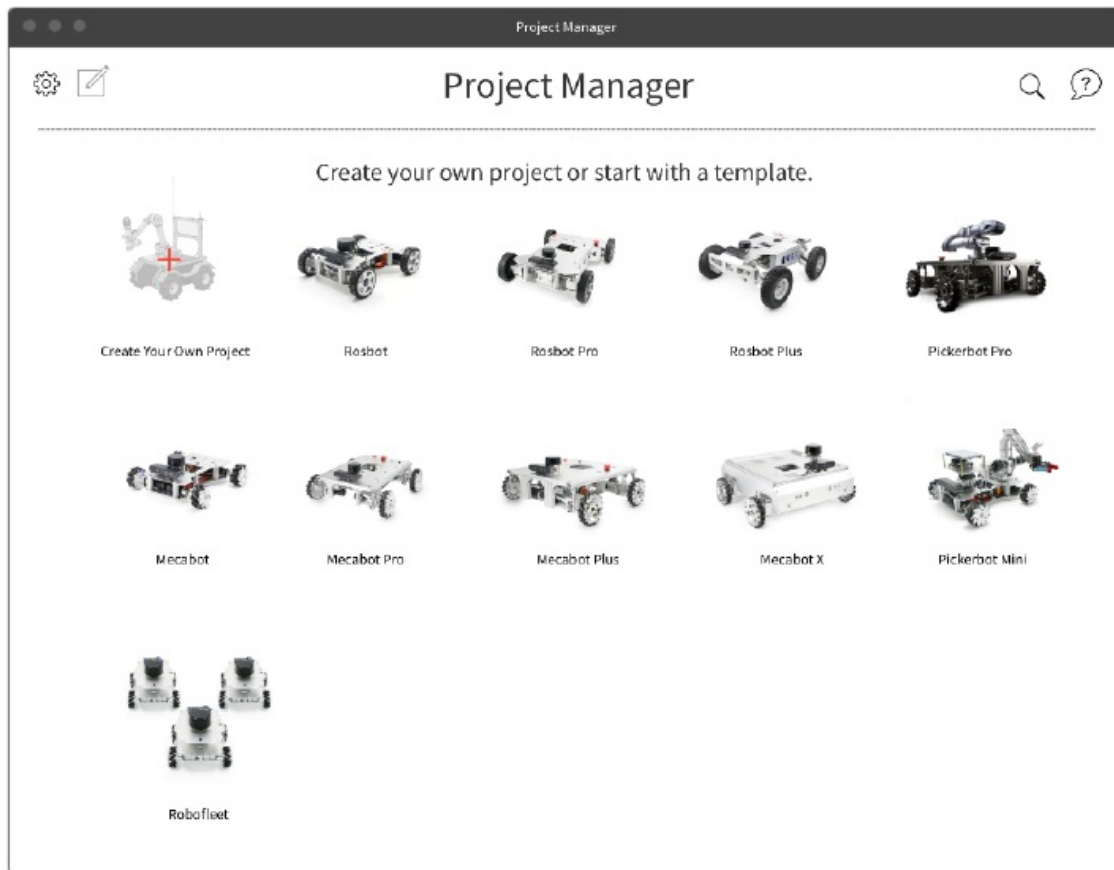 Project Manager
Project Manager
Create your own project or start with a template.
Create Your Own Project
Rosbot
Rosbot Pro
Rosbot Plus
Pickerbot Pro
Mecabot
Mecabot Pro
Mecabot Plus
Mecabot X
Pickerbot Mini
Robofleet